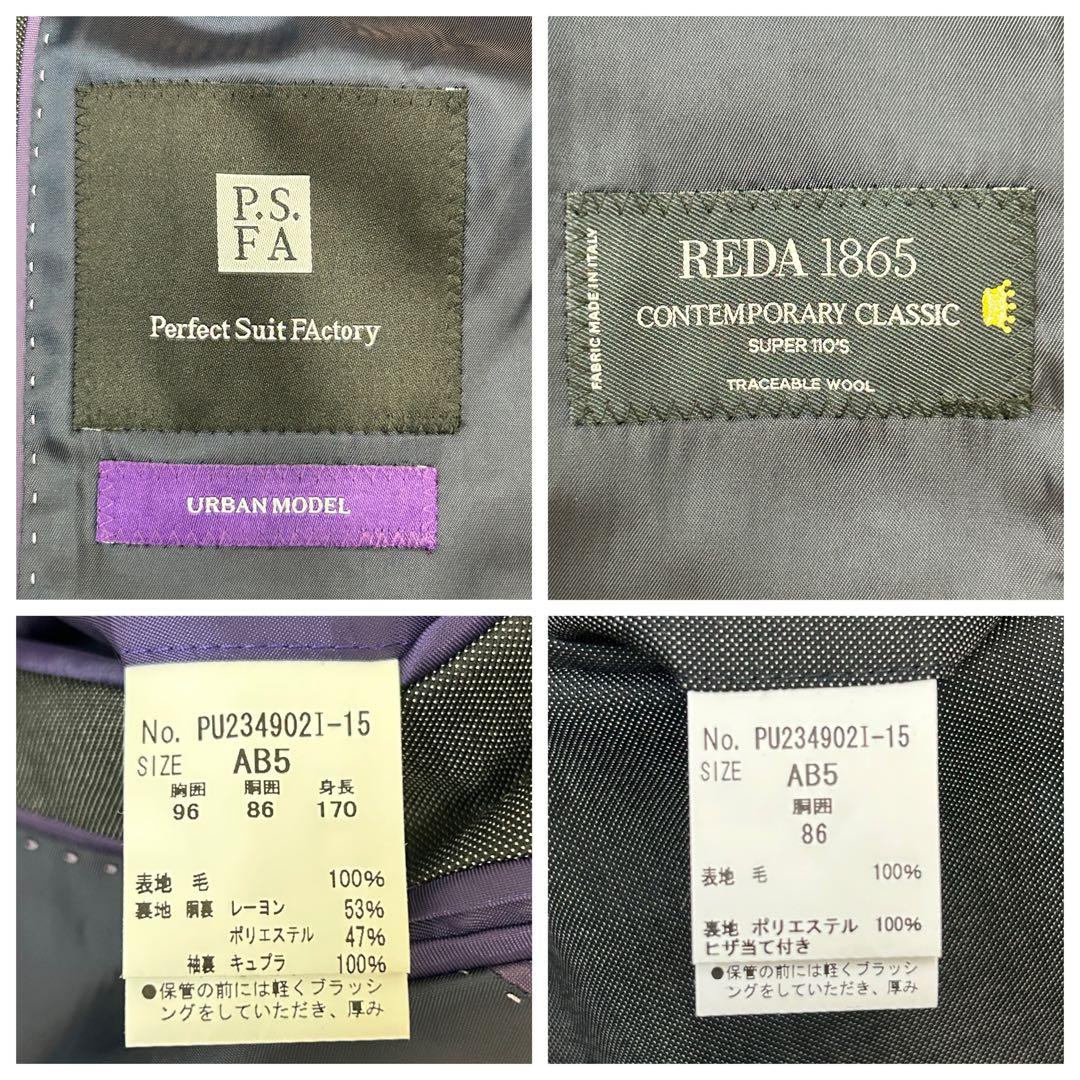 P.S.
FA
Perfect Suit FActory
URBAN MODEL
FABRIC MADE IN ITALY
REDA 1865
CONTEMPORARY CLASSIC
SUPER 110'S
TRACEABLE WOOL
No. PU234902I-15
SIZE AB5
胸囲 胴囲 身長
96 86 170
表地 毛 100%
裏地 胴裏 レーヨン 53%
ポリエステル 47%
袖裏 キュプラ 100%
●保管の前には軽くブラッシ
ングをしていただき、厚み
No. PU234902I-15
SIZE AB5
胴囲
86
表地 毛 100%
裏地 ポリエステル 100%
ヒザ当て付き
●保管の前には軽くブラッシ
ングをしていただき、厚み